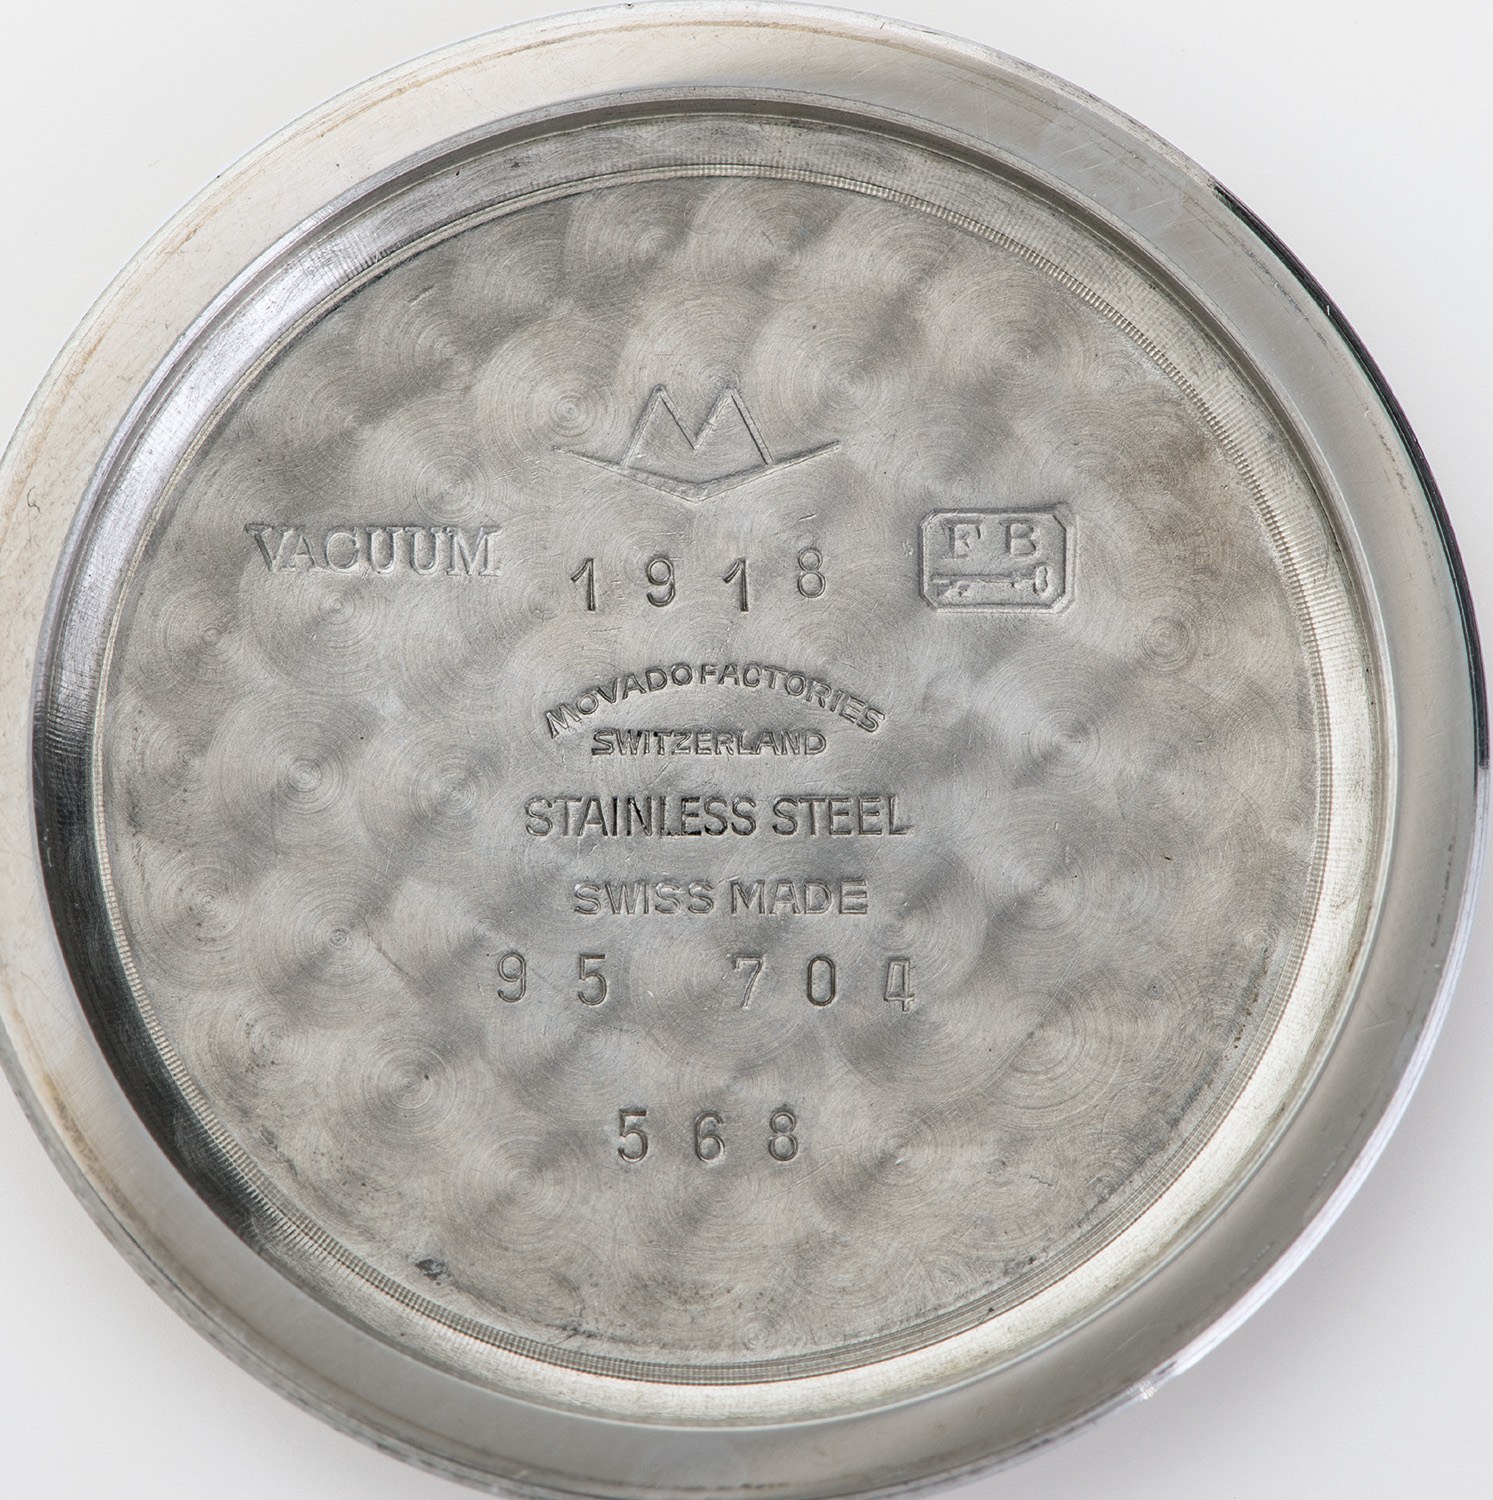 M
VACUUM
1918
FB
MOVADO FACTORIES
SWITZERLAND
STAINLESS STEEL
SWISS MADE
95 704
568